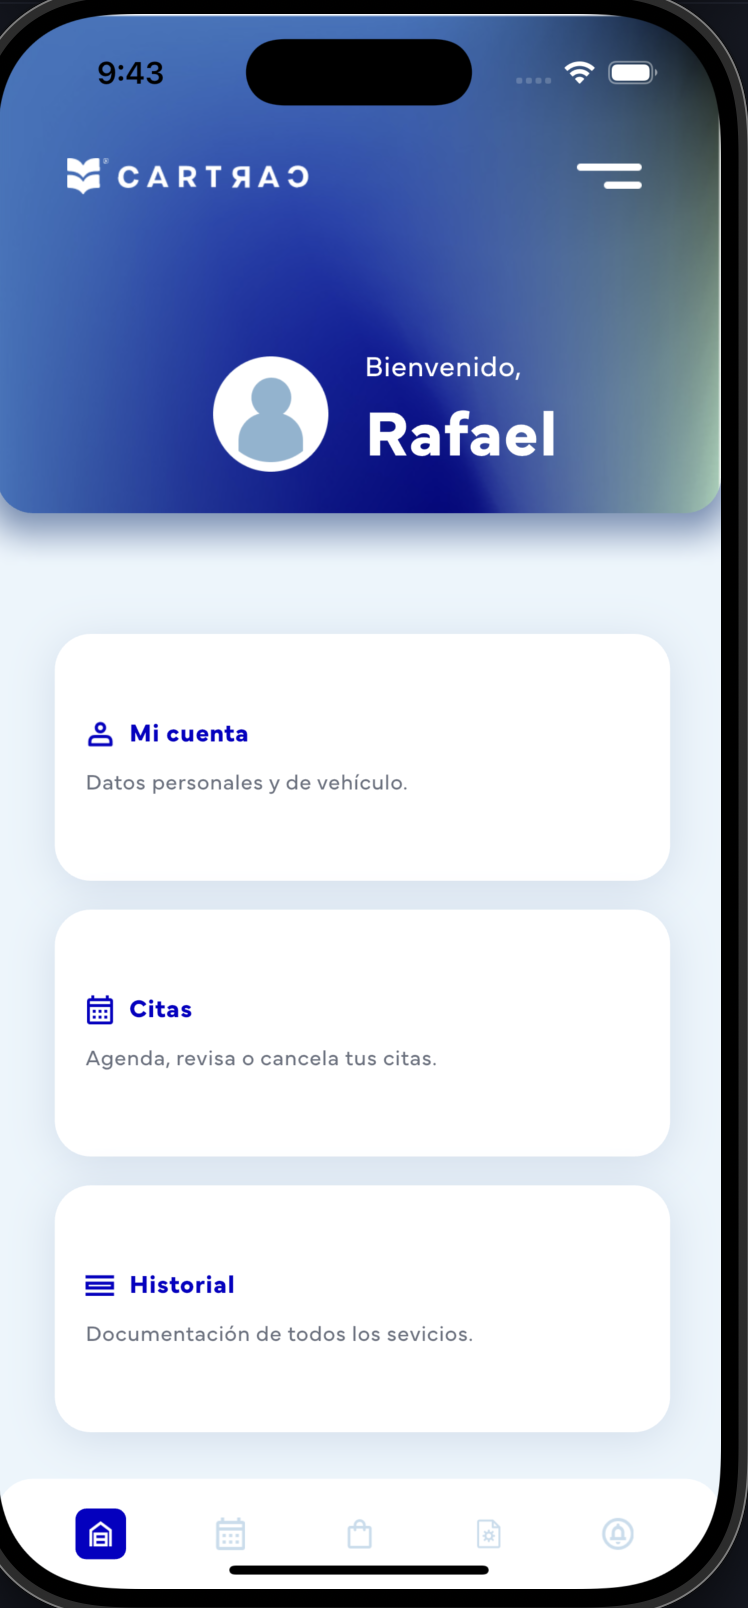 9:43
CARTЯAƆ
Bienvenido,
Rafael
Mi cuenta
Datos personales y de vehículo.
Citas
Agenda, revisa o cancela tus citas.
Historial
Documentación de todos los sevicios.